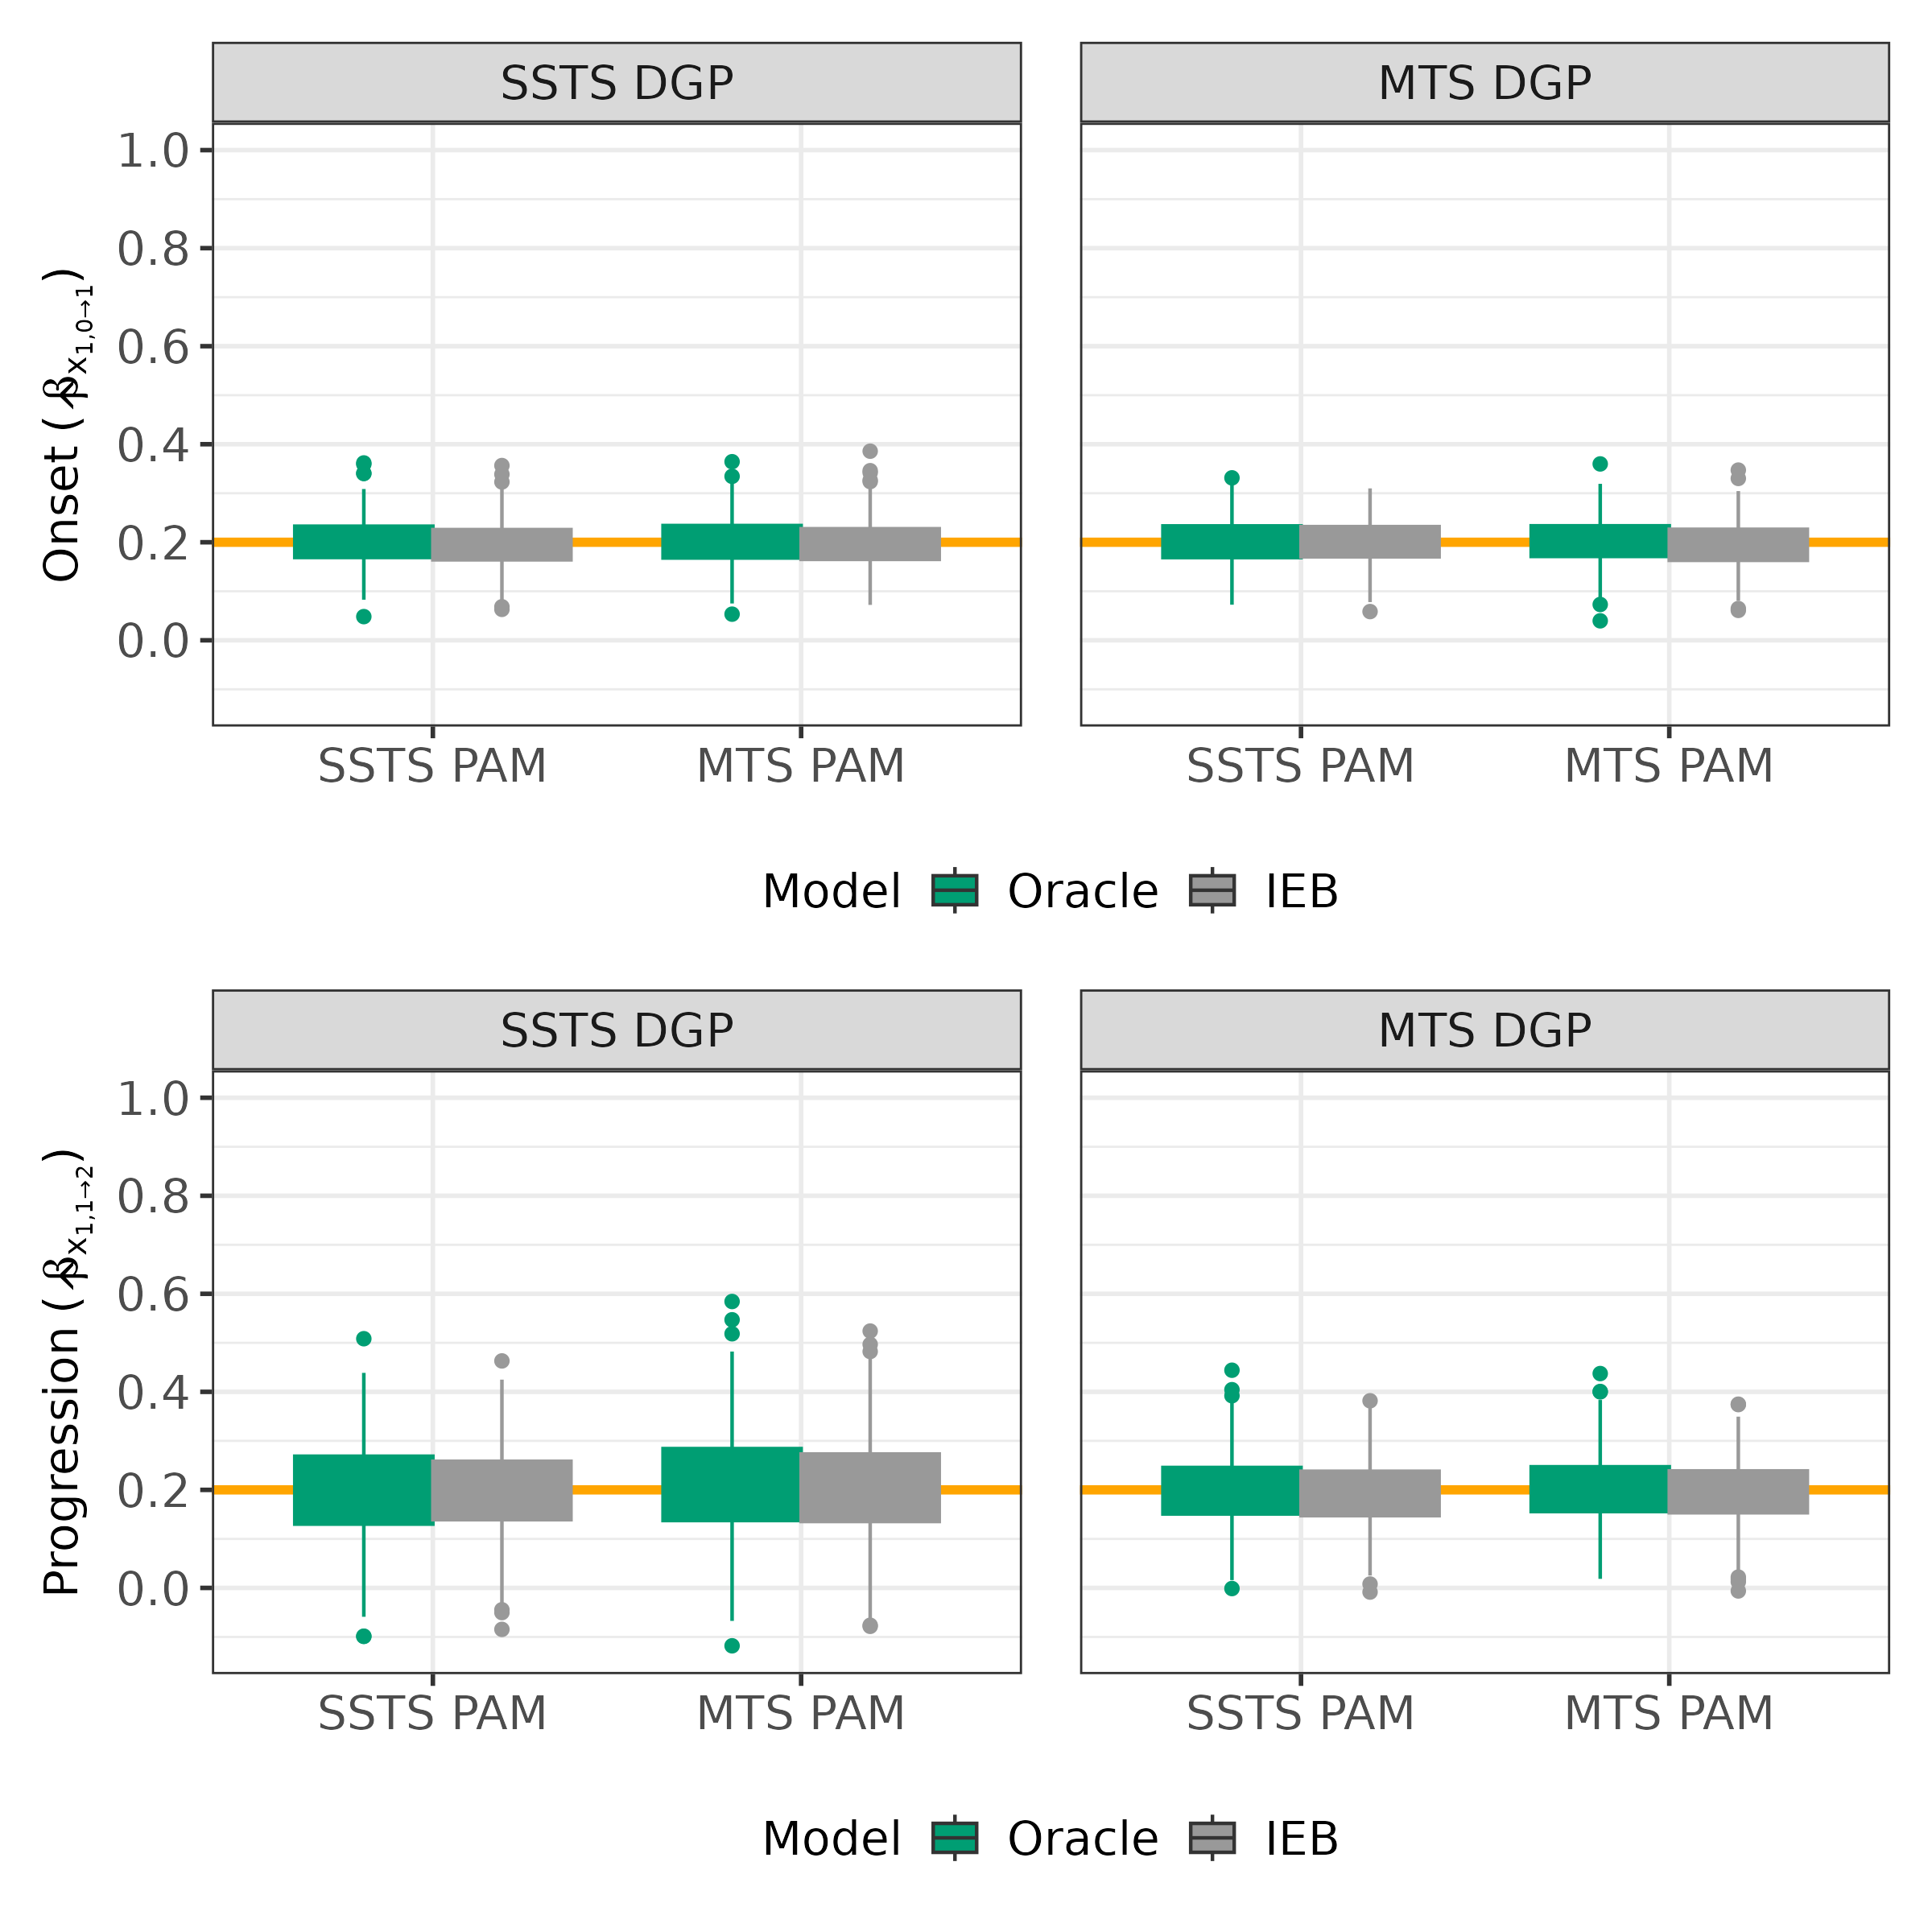 SSTS DGP MTS DGP
1.0
0.8
0.6
0.4
0.2
0.0
Onset (β̂x₁,₀→₁)
SSTS PAM MTS PAM SSTS PAM MTS PAM
Model Oracle IEB
SSTS DGP MTS DGP
1.0
0.8
0.6
0.4
0.2
0.0
Progression (β̂x₁,₁→₂)
SSTS PAM MTS PAM SSTS PAM MTS PAM
Model Oracle IEB